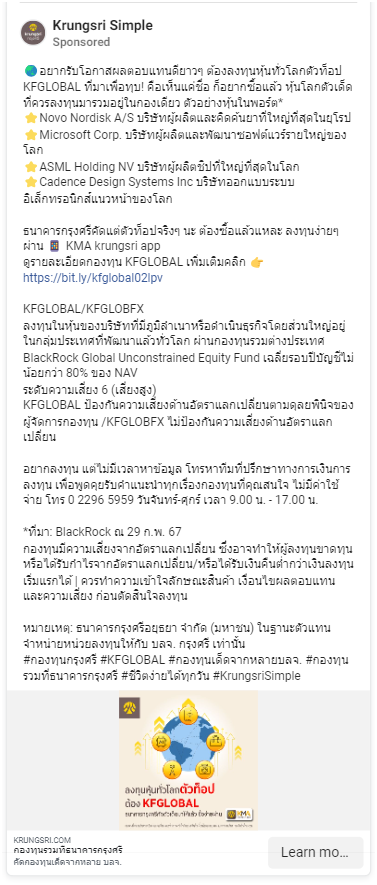 Krungsri Simple
Sponsored
🌏อยากรับโอกาสผลตอบแทนดียาวๆ ต้องลงทุนหุ้นทั่วโลกตัวท็อป
KFGLOBAL ที่มาเพื่อทุบ! คือเห็นแค่ชื่อ ก็อยากซื้อแล้ว หุ้นโลกตัวเด็ด
ที่ควรลงทุนมารวมอยู่ในกองเดียว ตัวอย่างหุ้นในพอร์ต*
⭐Novo Nordisk A/S บริษัทผู้ผลิตและคิดค้นยาที่ใหญ่ที่สุดในยุโรป
⭐Microsoft Corp. บริษัทผู้ผลิตและพัฒนาซอฟต์แวร์รายใหญ่ของ
โลก
⭐ASML Holding NV บริษัทผู้ผลิตชิปที่ใหญ่ที่สุดในโลก
⭐Cadence Design Systems Inc บริษัทออกแบบระบบ
อิเล็กทรอนิกส์แนวหน้าของโลก
ธนาคารกรุงศรีคัดแต่ตัวท็อปจริงๆ นะ ต้องซื้อแล้วแหละ ลงทุนง่ายๆ
ผ่าน 📱 KMA krungsri app
ดูรายละเอียดกองทุน KFGLOBAL เพิ่มเติมคลิก 👉
https://bit.ly/kfglobal02lpv
KFGLOBAL/KFGLOBFX
ลงทุนในหุ้นของบริษัทที่มีภูมิลำเนาหรือดำเนินธุรกิจโดยส่วนใหญ่อยู่
ในกลุ่มประเทศที่พัฒนาแล้วทั่วโลก ผ่านกองทุนรวมต่างประเทศ
BlackRock Global Unconstrained Equity Fund เฉลี่ยรอบปีบัญชีไม่
น้อยกว่า 80% ของ NAV
ระดับความเสี่ยง 6 (เสี่ยงสูง)
KFGLOBAL ป้องกันความเสี่ยงด้านอัตราแลกเปลี่ยนตามดุลยพินิจของ
ผู้จัดการกองทุน /KFGLOBFX ไม่ป้องกันความเสี่ยงด้านอัตราแลก
เปลี่ยน
อยากลงทุน แต่ไม่มีเวลาหาข้อมูล โทรหาทีมที่ปรึกษาทางการเงินการ
ลงทุน เพื่อพูดคุยรับคำแนะนำทุกเรื่องกองทุนที่คุณสนใจ ไม่มีค่าใช้
จ่าย โทร 0 2296 5959 วันจันทร์-ศุกร์ เวลา 9.00 น. - 17.00 น.
*ที่มา: BlackRock ณ 29 ก.พ. 67
กองทุนมีความเสี่ยงจากอัตราแลกเปลี่ยน ซึ่งอาจทำให้ผู้ลงทุนขาดทุน
หรือได้รับกำไรจากอัตราแลกเปลี่ยน/หรือได้รับเงินคืนต่ำกว่าเงินลงทุน
เริ่มแรกได้ | ควรทำความเข้าใจลักษณะสินค้า เงื่อนไขผลตอบแทน
และความเสี่ยง ก่อนตัดสินใจลงทุน
หมายเหตุ: ธนาคารกรุงศรีอยุธยา จำกัด (มหาชน) ในฐานะตัวแทน
จำหน่ายหน่วยลงทุนให้กับ บลจ. กรุงศรี เท่านั้น
#กองทุนกรุงศรี #KFGLOBAL #กองทุนเด็ดจากหลายบลจ. #กองทุน
รวมที่ธนาคารกรุงศรี #ชีวิตง่ายได้ทุกวัน #KrungsriSimple
ลงทุนหุ้นทั่วโลกตัวท็อป
ต้อง KFGLOBAL
KRUNGSRI.COM
กองทุนรวมที่ธนาคารกรุงศรี
คัดกองทุนเด็ดจากหลาย บลจ.
Learn mo...